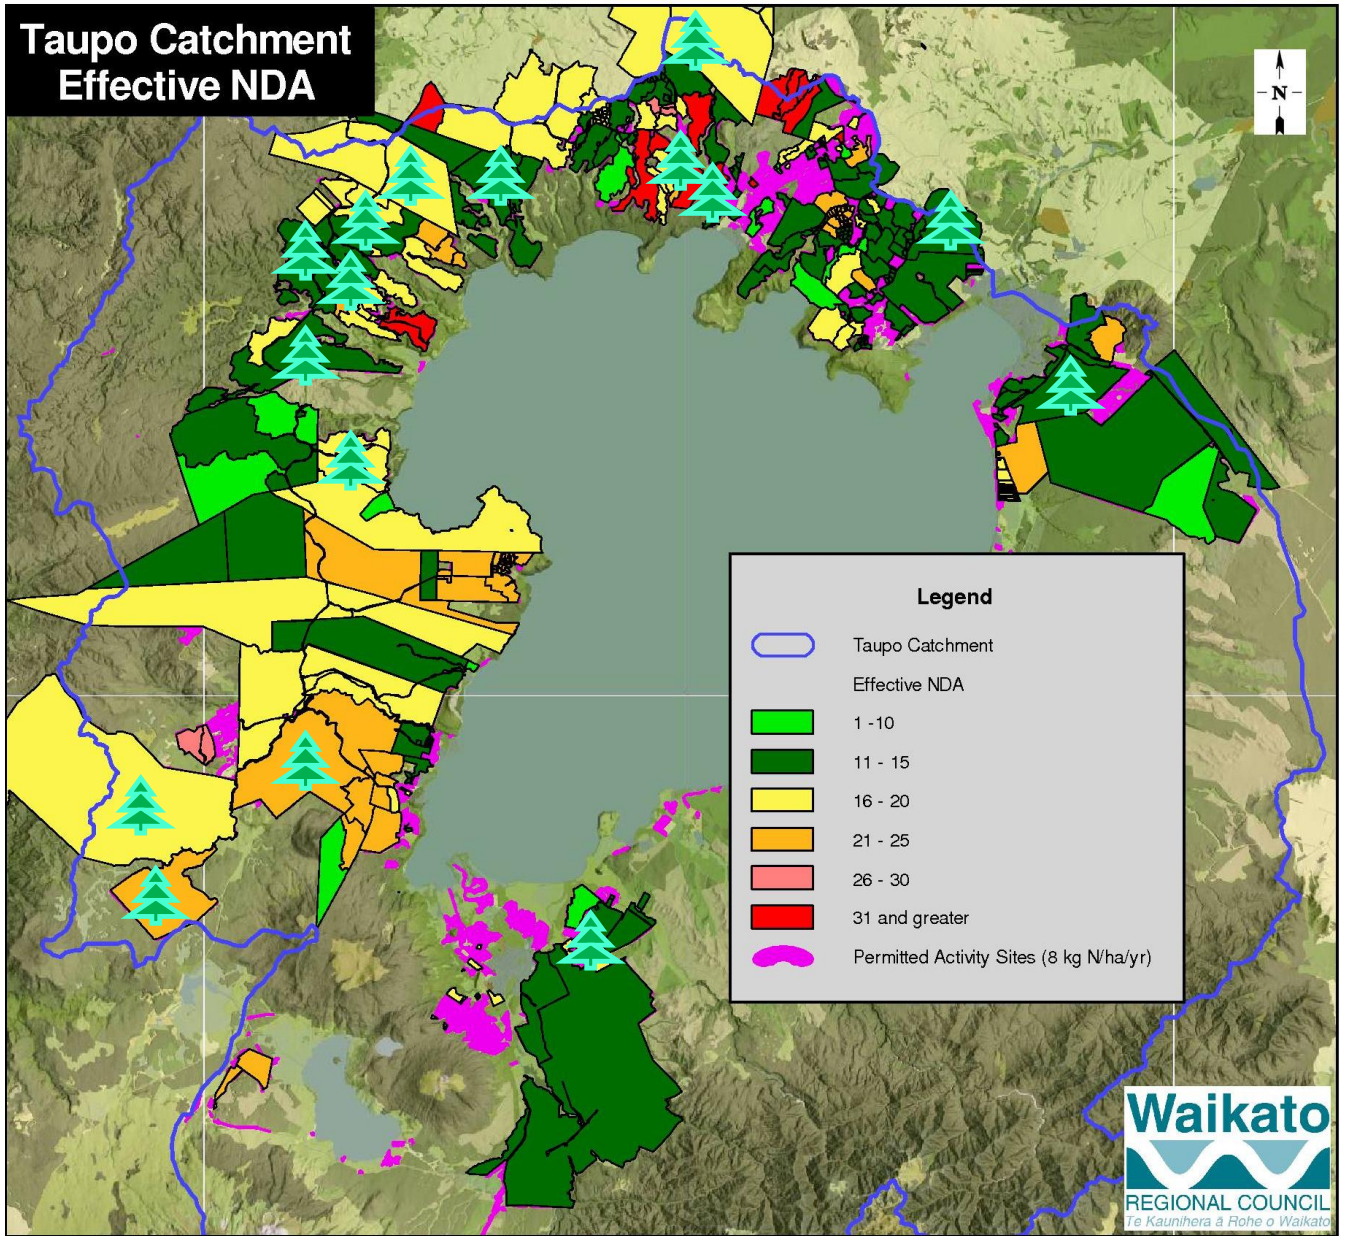 Taupo Catchment
Effective NDA
N
Legend
Taupo Catchment
Effective NDA
1 -10
11 - 15
16 - 20
21 - 25
26 - 30
31 and greater
Permitted Activity Sites (8 kg N/ha/yr)
Waikato
REGIONAL COUNCIL
Te Kaunihera ā Rohe o Waikato